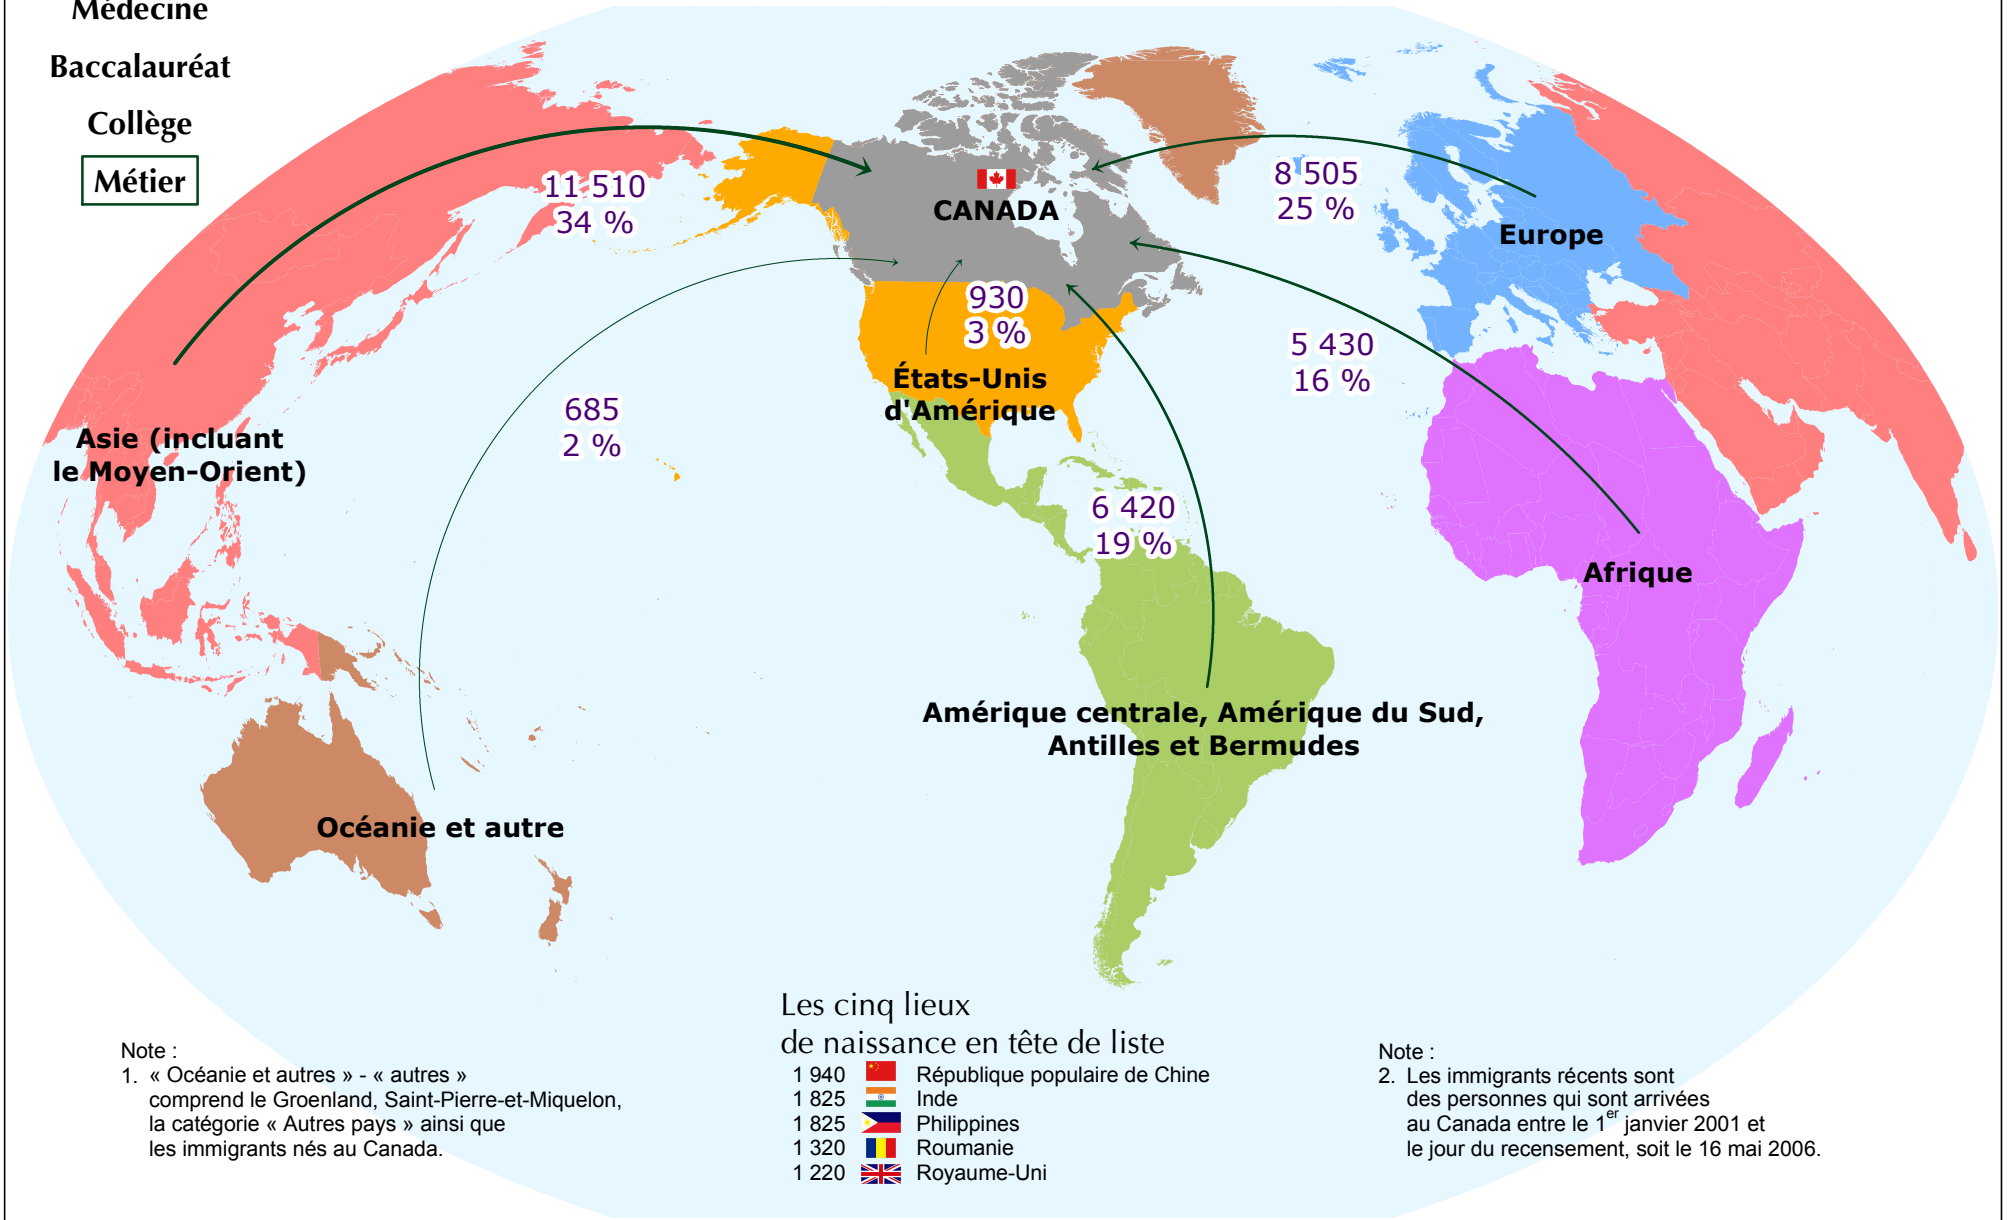 Médecine
Baccalauréat
Collège
Métier
11 510
34 %
CANADA
8 505
25 %
Europe
930
3 %
États-Unis
d'Amérique
5 430
16 %
685
2 %
Asie (incluant
le Moyen-Orient)
6 420
19 %
Afrique
Amérique centrale, Amérique du Sud,
Antilles et Bermudes
Océanie et autre
Note :
1. « Océanie et autres » - « autres »
comprend le Groenland, Saint-Pierre-et-Miquelon,
la catégorie « Autres pays » ainsi que
les immigrants nés au Canada.
Les cinq lieux
de naissance en tête de liste
1 940 République populaire de Chine
1 825 Inde
1 825 Philippines
1 320 Roumanie
1 220 Royaume-Uni
Note :
2. Les immigrants récents sont
des personnes qui sont arrivées
au Canada entre le 1er janvier 2001 et
le jour du recensement, soit le 16 mai 2006.